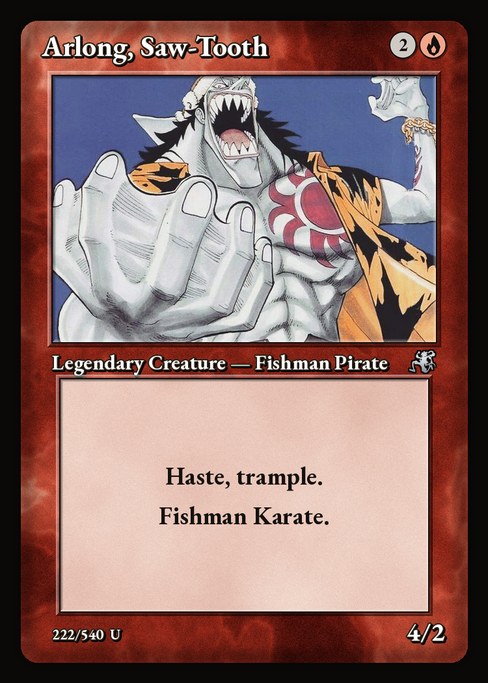 Arlong, Saw-Tooth 2
Legendary Creature — Fishman Pirate
Haste, trample.
Fishman Karate.
222/540 U 4/2